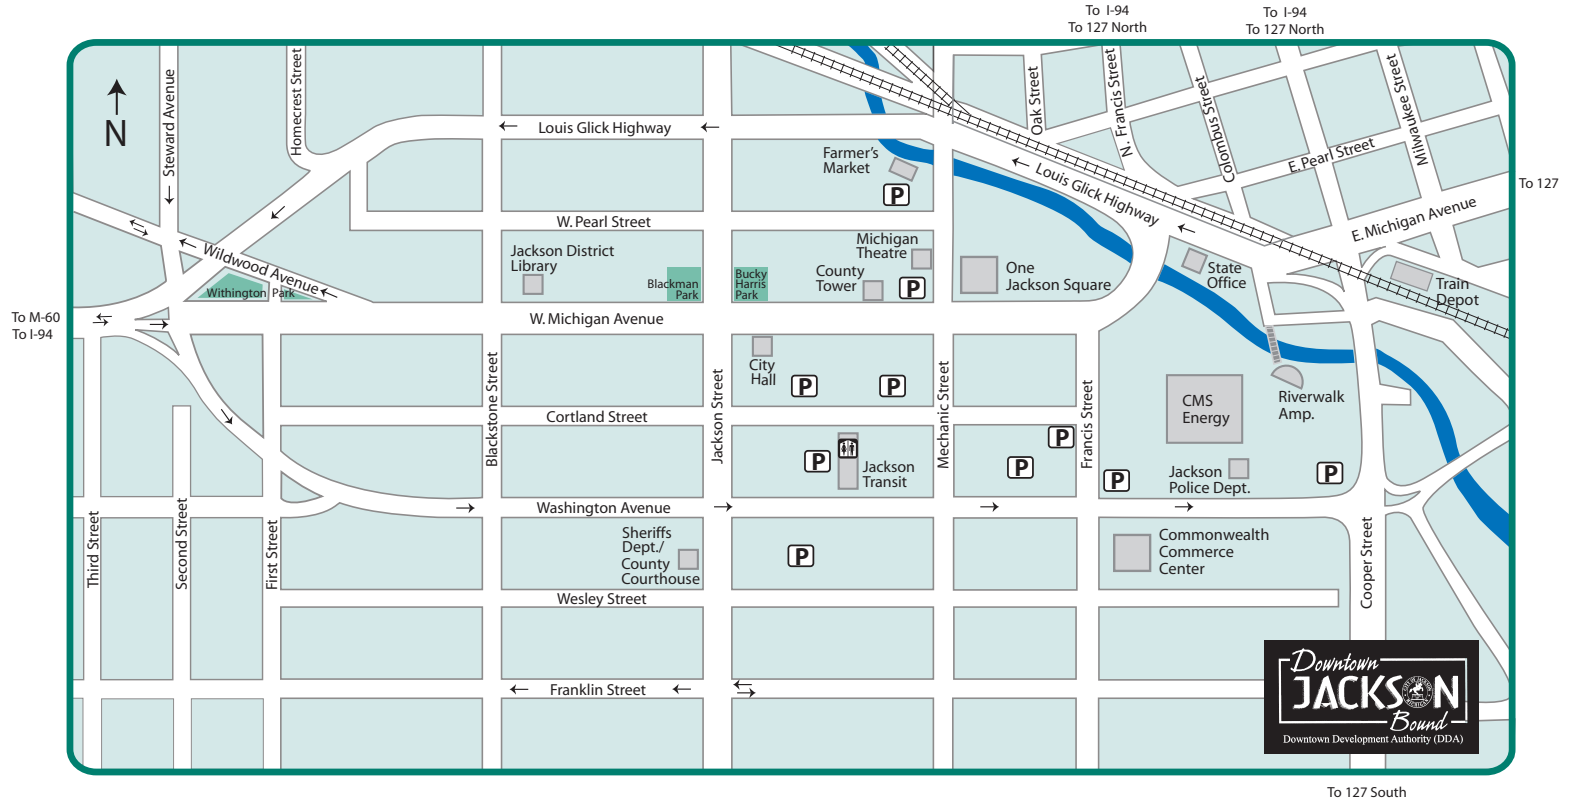 To I-94
To 127 North
To I-94
To 127 North
N
Steward Avenue
Homecrest Street
Louis Glick Highway
Oak Street
N. Francis Street
Colombus Street
Milwaukee Street
E. Pearl Street
To 127
Farmer's
Market
P
Louis Glick Highway
E. Michigan Avenue
W. Pearl Street
Wildwood Avenue
Withington Park
Jackson District
Library
Blackman
Park
Bucky
Harris
Park
Michigan
Theatre
County
Tower
P
One
Jackson Square
State
Office
Train
Depot
To M-60
To I-94
W. Michigan Avenue
City
Hall
P
P
Blackstone Street
Jackson Street
Mechanic Street
Francis Street
CMS
Energy
Riverwalk
Amp.
Cortland Street
P
Jackson
Transit
P
P
P
Jackson
Police Dept.
P
Washington Avenue
Third Street
Second Street
First Street
Sheriffs
Dept./
County
Courthouse
P
Commonwealth
Commerce
Center
Cooper Street
Wesley Street
Franklin Street
Downtown
JACKSON
Bound
Downtown Development Authority (DDA)
To 127 South